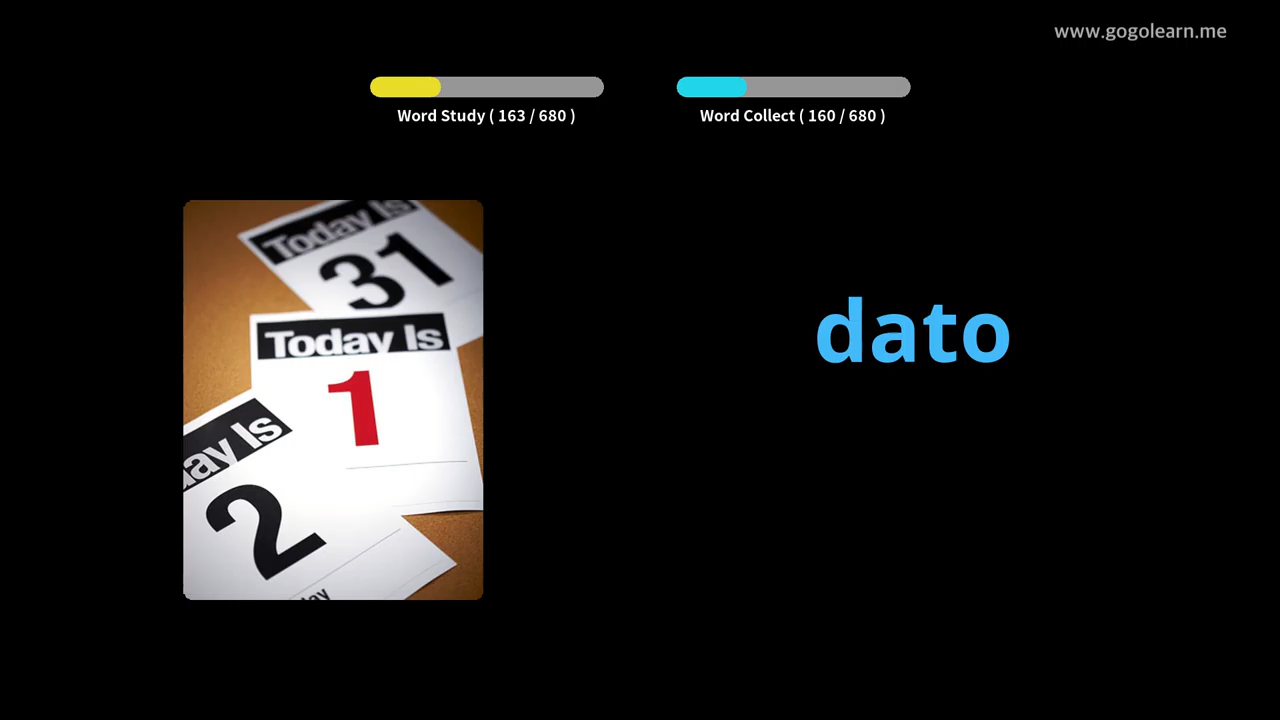 www.gogolearn.me
Word Study ( 163 / 680 )
Word Collect ( 160 / 680 )
Today Is
31
Today Is
1
day Is
2
dato